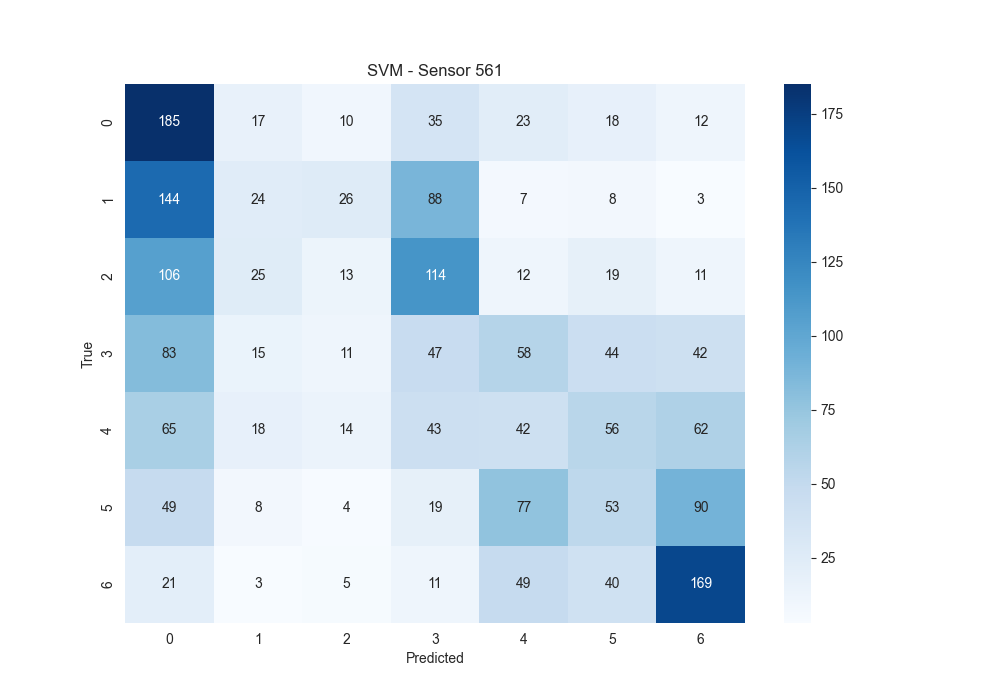 SVM - Sensor 561
0 185 17 10 35 23 18 12
1 144 24 26 88 7 8 3
2 106 25 13 114 12 19 11
3 83 15 11 47 58 44 42
4 65 18 14 43 42 56 62
5 49 8 4 19 77 53 90
6 21 3 5 11 49 40 169
0 1 2 3 4 5 6
Predicted
True
175
150
125
100
75
50
25